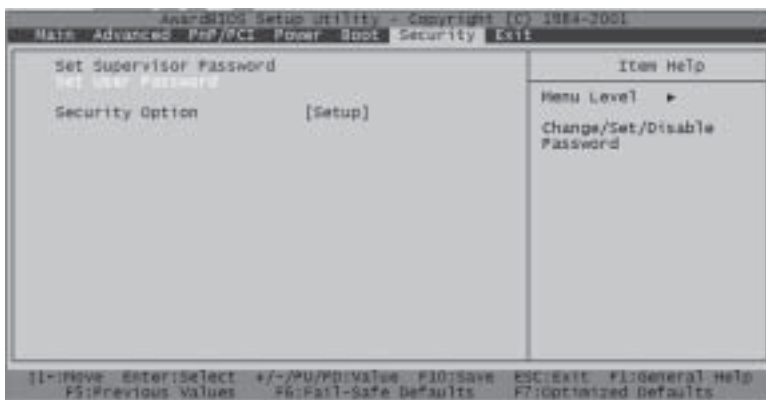 AwardBIOS Setup Utility - Copyright (C) 1984-2001
Main Advanced PnP/PCI Power Boot Security Exit
Set Supervisor Password
Set User Password
Security Option [Setup]
Item Help
Menu Level ►
Change/Set/Disable
Password
:Move Enter:Select +/-/PU/PD:Value F10:Save ESC:Exit F1:General Help
F5:Previous Values F6:Fail-Safe Defaults F7:Optimized Defaults